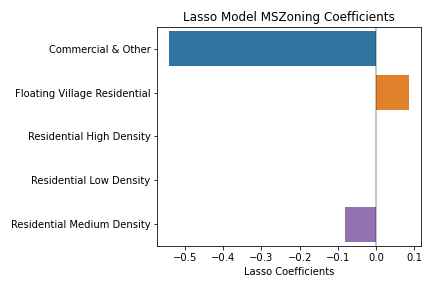 Lasso Model MSZoning Coefficients
Commercial & Other
Floating Village Residential
Residential High Density
Residential Low Density
Residential Medium Density
−0.5 −0.4 −0.3 −0.2 −0.1 0.0 0.1
Lasso Coefficients